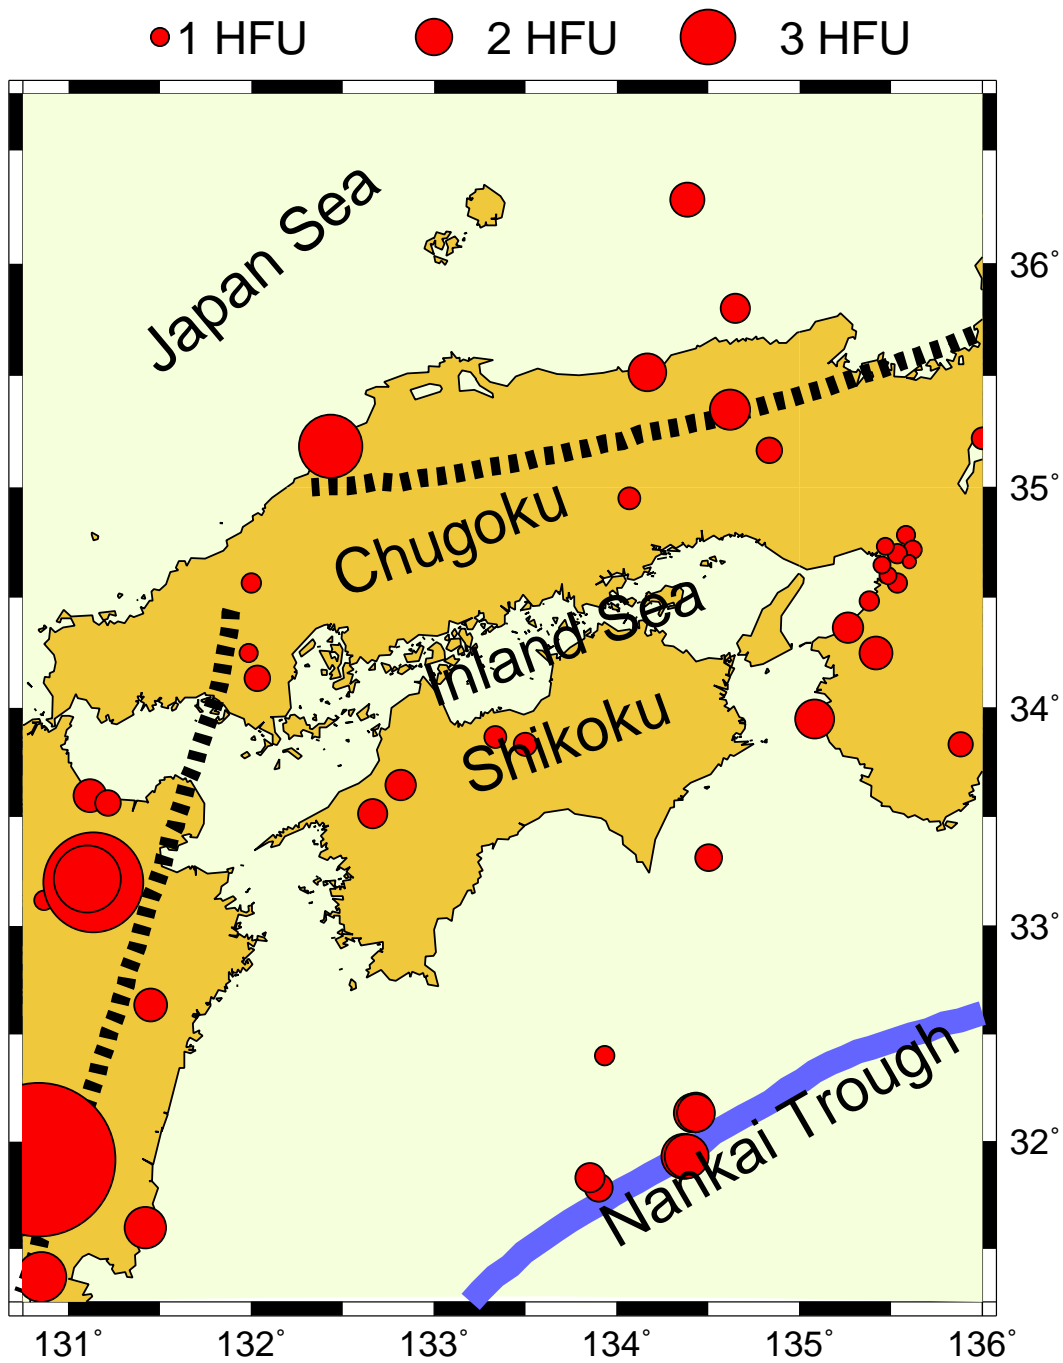 1 HFU 2 HFU 3 HFU
Japan Sea
36°
35°
Chugoku
Inland Sea
34°
Shikoku
33°
Nankai Trough
32°
131° 132° 133° 134° 135° 136°